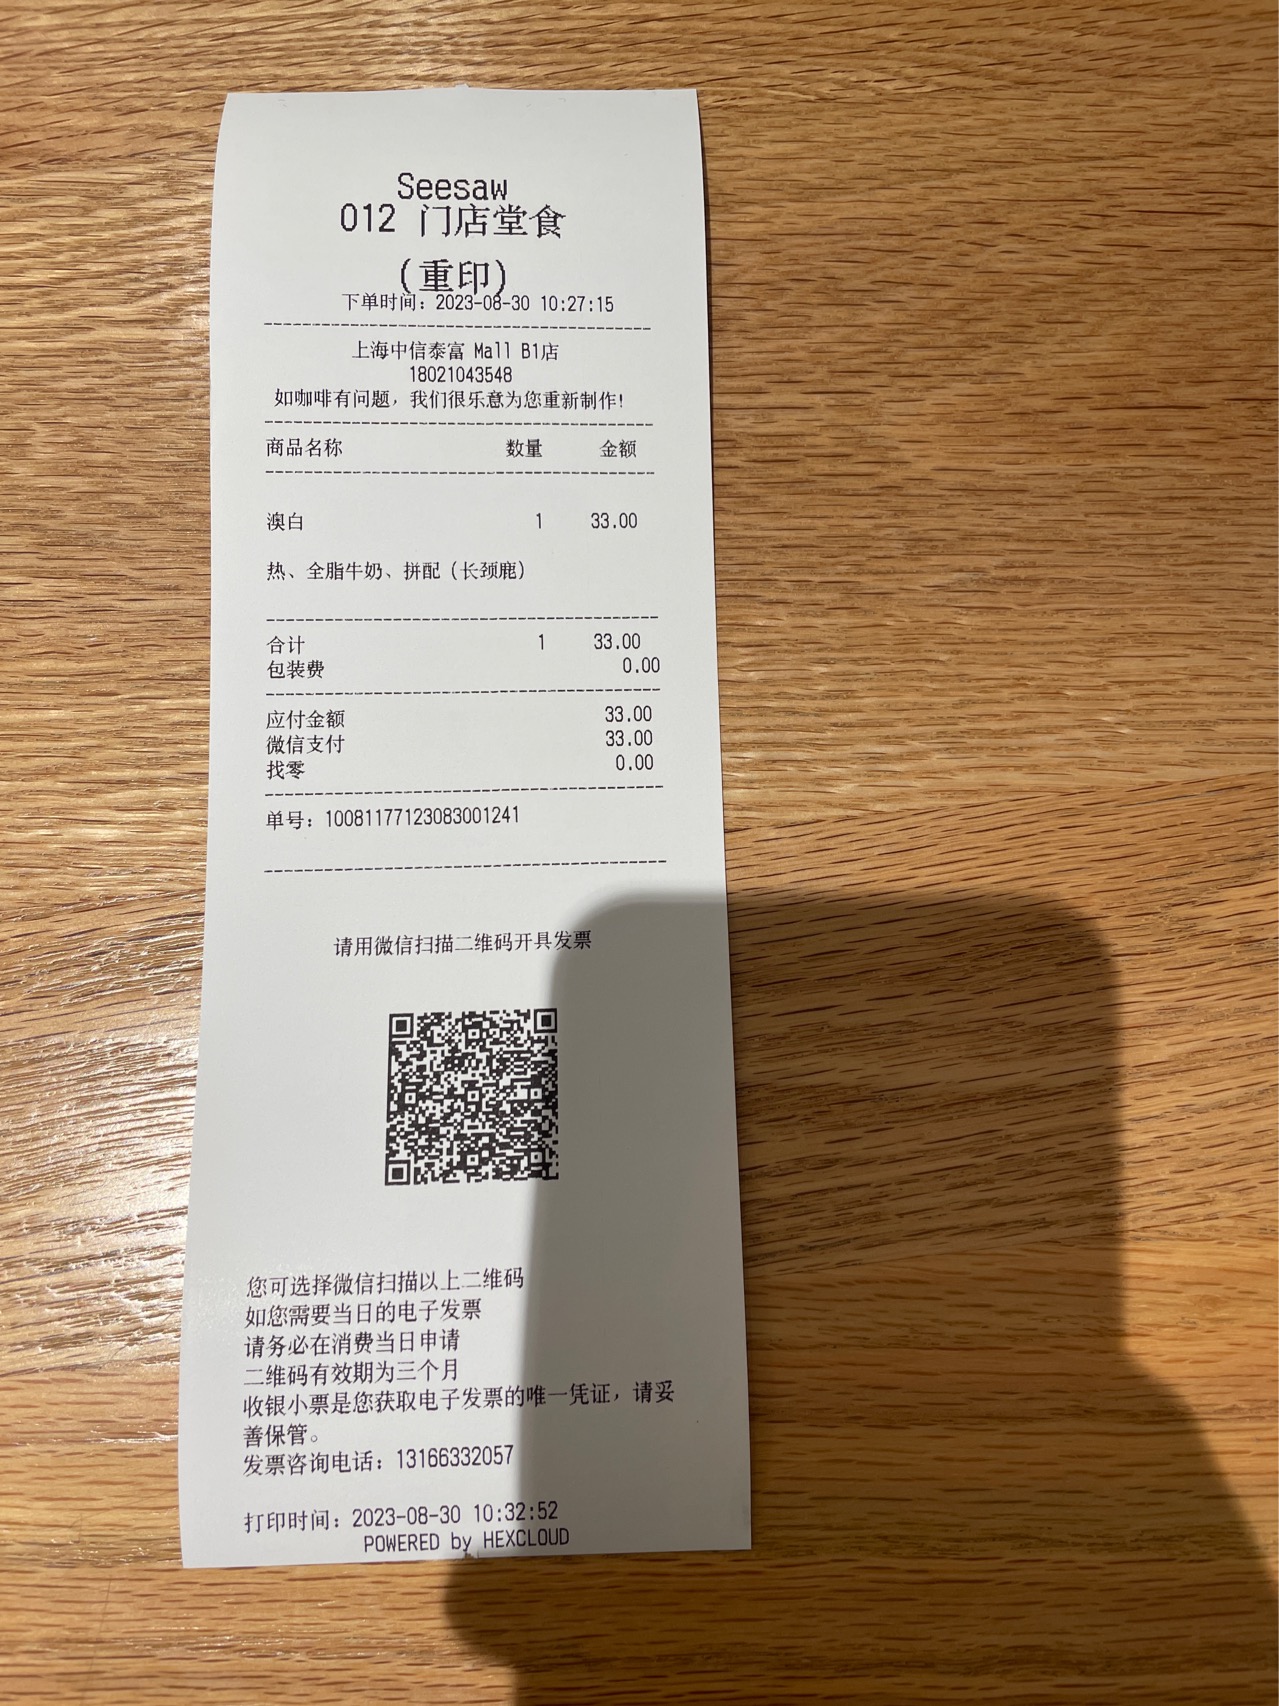 Seesaw
012 门店堂食
(重印)
下单时间：2023-08-30 10:27:15
上海中信泰富 Mall B1店
18021043548
如咖啡有问题，我们很乐意为您重新制作!
商品名称 数量 金额
澳白 1 33.00
热、全脂牛奶、拼配（长颈鹿）
合计 1 33.00
包装费 0.00
应付金额 33.00
微信支付 33.00
找零 0.00
单号：10081177123083001241
请用微信扫描二维码开具发票
您可选择微信扫描以上二维码
如您需要当日的电子发票
请务必在消费当日申请
二维码有效期为三个月
收银小票是您获取电子发票的唯一凭证，请妥
善保管。
发票咨询电话：13166332057
打印时间：2023-08-30 10:32:52
POWERED by HEXCLOUD